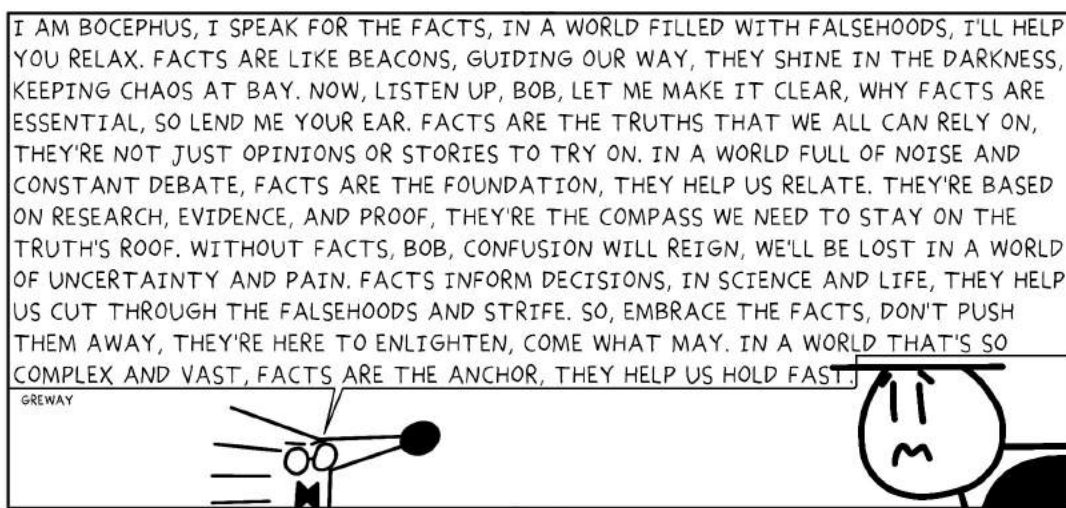 I AM BOCEPHUS, I SPEAK FOR THE FACTS, IN A WORLD FILLED WITH FALSEHOODS, I'LL HELP
YOU RELAX. FACTS ARE LIKE BEACONS, GUIDING OUR WAY, THEY SHINE IN THE DARKNESS,
KEEPING CHAOS AT BAY. NOW, LISTEN UP, BOB, LET ME MAKE IT CLEAR, WHY FACTS ARE
ESSENTIAL, SO LEND ME YOUR EAR. FACTS ARE THE TRUTHS THAT WE ALL CAN RELY ON,
THEY'RE NOT JUST OPINIONS OR STORIES TO TRY ON. IN A WORLD FULL OF NOISE AND
CONSTANT DEBATE, FACTS ARE THE FOUNDATION, THEY HELP US RELATE. THEY'RE BASED
ON RESEARCH, EVIDENCE, AND PROOF, THEY'RE THE COMPASS WE NEED TO STAY ON THE
TRUTH'S ROOF. WITHOUT FACTS, BOB, CONFUSION WILL REIGN, WE'LL BE LOST IN A WORLD
OF UNCERTAINTY AND PAIN. FACTS INFORM DECISIONS, IN SCIENCE AND LIFE, THEY HELP
US CUT THROUGH THE FALSEHOODS AND STRIFE. SO, EMBRACE THE FACTS, DON'T PUSH
THEM AWAY, THEY'RE HERE TO ENLIGHTEN, COME WHAT MAY. IN A WORLD THAT'S SO
COMPLEX AND VAST, FACTS ARE THE ANCHOR, THEY HELP US HOLD FAST.
GREWAY